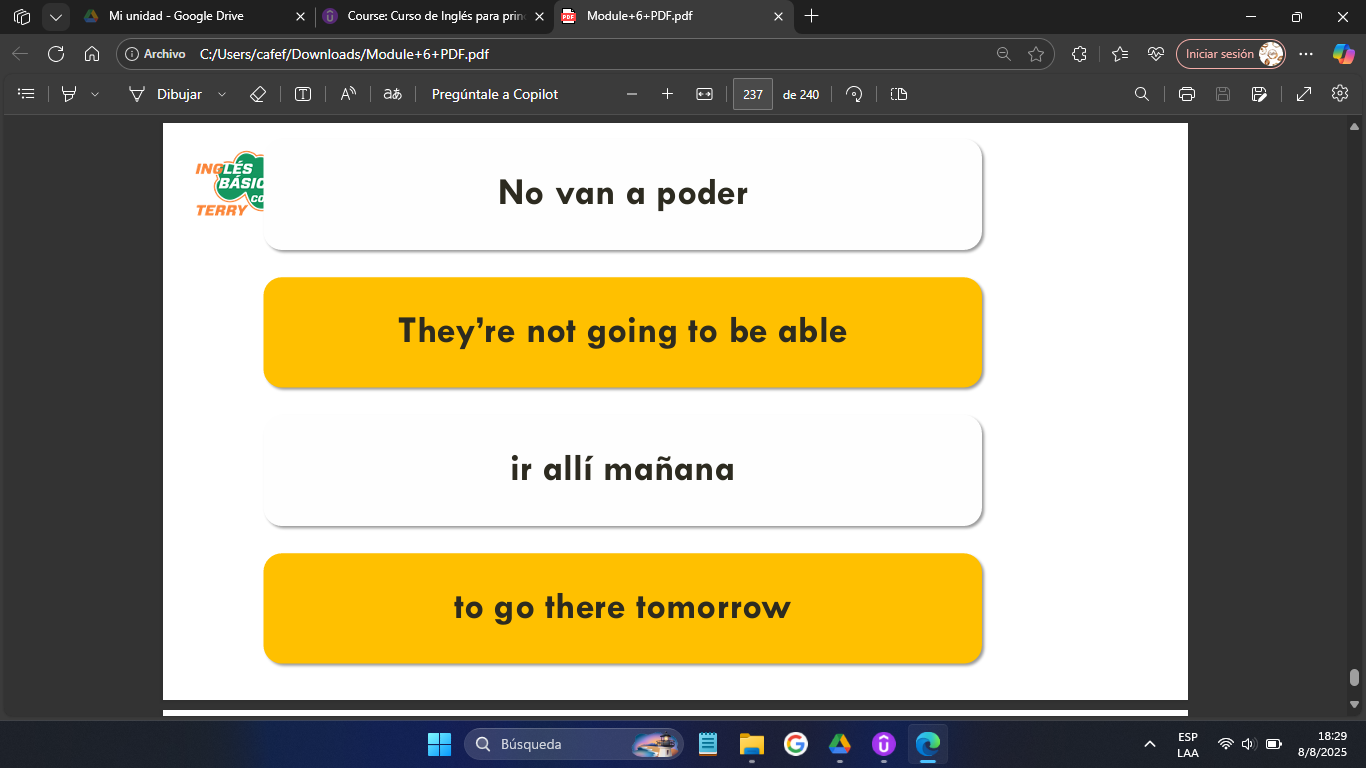 Mi unidad - Google Drive
Course: Curso de Inglés para prin
Module+6+PDF.pdf
Archivo
C:/Users/cafef/Downloads/Module+6+PDF.pdf
Iniciar sesión
Dibujar
Pregúntale a Copilot
237
de 240
INGLÉS
BÁSIC
CO
TERRY
No van a poder
They're not going to be able
ir allí mañana
to go there tomorrow
Búsqueda
ESP
LAA
18:29
8/8/2025